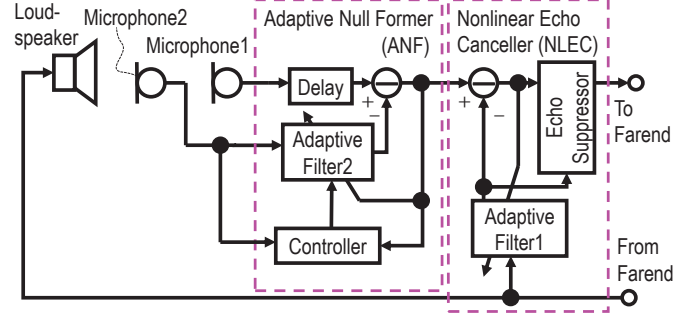 Loud-
speaker
Microphone2
Microphone1
Adaptive Null Former
(ANF)
Nonlinear Echo
Canceller (NLEC)
Delay
+
−
+
−
Echo
Suppressor
To
Farend
Adaptive
Filter2
Adaptive
Filter1
Controller
From
Farend